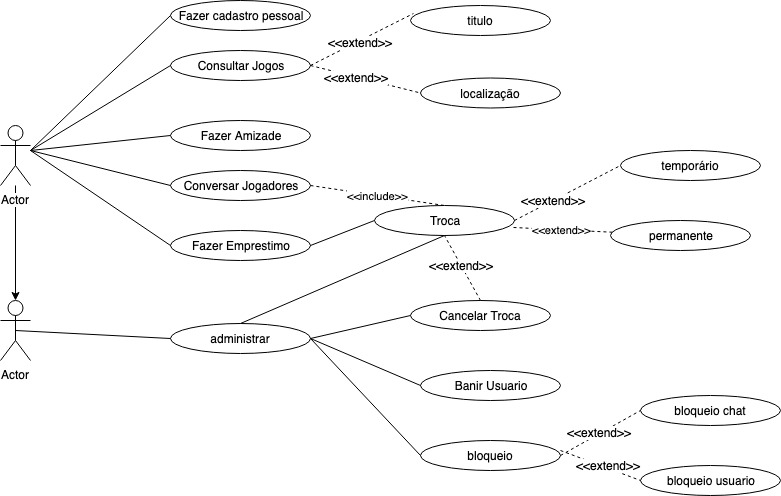 Fazer cadastro pessoal
titulo
<<extend>>
Consultar Jogos
<<extend>>
localização
Fazer Amizade
temporário
Conversar Jogadores
<<include>>
Actor
<<extend>>
Troca
<<extend>>
permanente
Fazer Emprestimo
<<extend>>
Cancelar Troca
administrar
Actor
Banir Usuario
bloqueio chat
<<extend>>
bloqueio
<<extend>>
bloqueio usuario